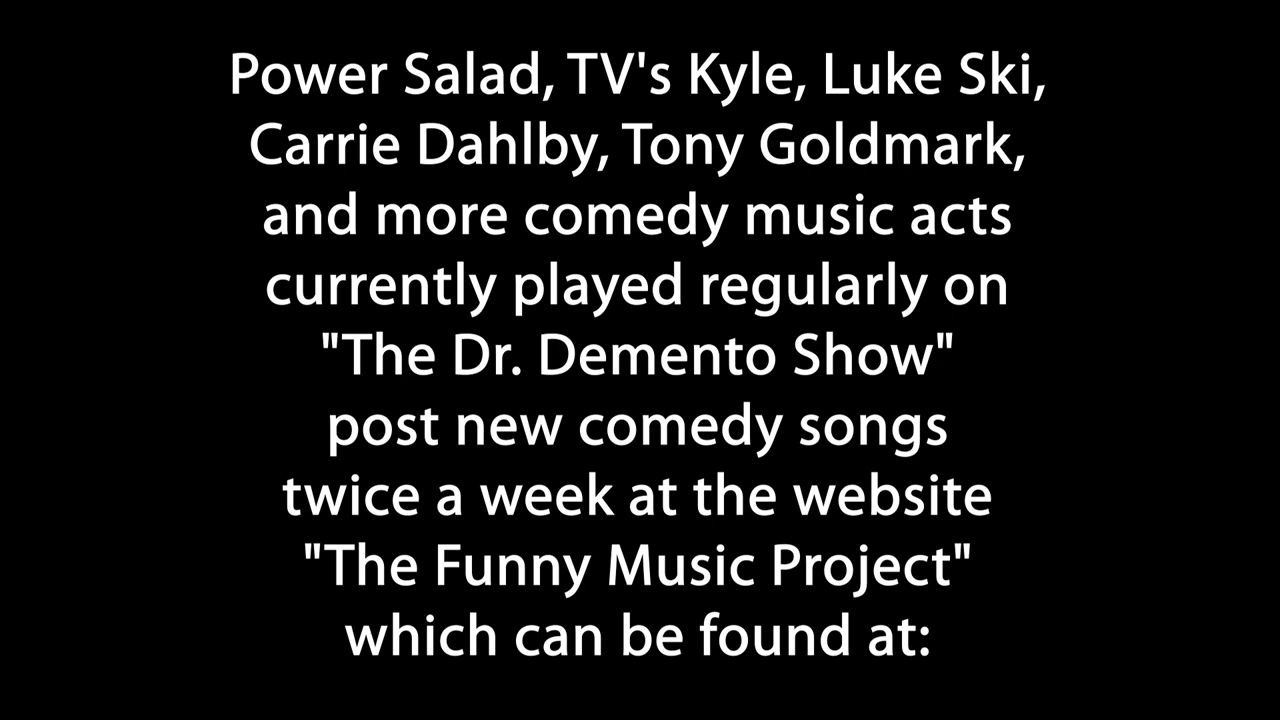 Power Salad, TV's Kyle, Luke Ski,
Carrie Dahlby, Tony Goldmark,
and more comedy music acts
currently played regularly on
"The Dr. Demento Show"
post new comedy songs
twice a week at the website
"The Funny Music Project"
which can be found at: